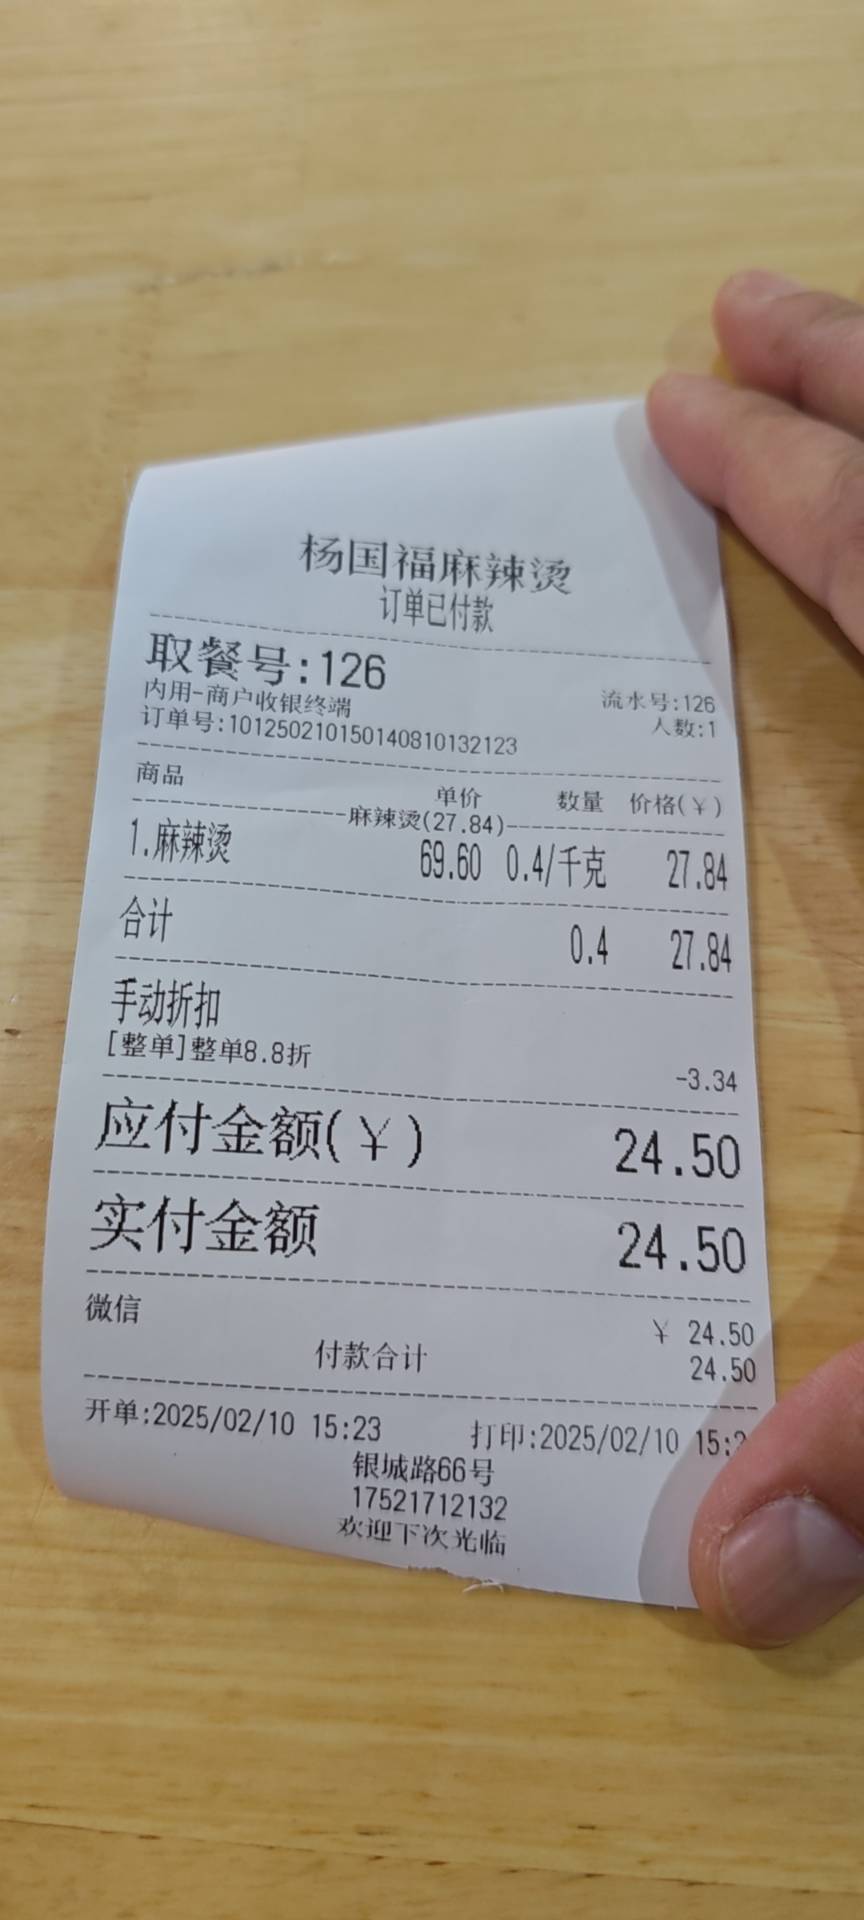 杨国福麻辣烫
订单已付款
取餐号:126
内用-商户收银终端 流水号:126
订单号:10125021015014081013​2123 人数:1
商品 单价 数量 价格(¥)
麻辣烫(27.84)
1.麻辣烫 69.60 0.4/千克 27.84
合计 0.4 27.84
手动折扣
[整单]整单8.8折 -3.34
应付金额(¥) 24.50
实付金额 24.50
微信 ¥ 24.50
付款合计 24.50
开单:2025/02/10 15:23 打印:2025/02/10
银城路66号
17521712132
欢迎下次光临